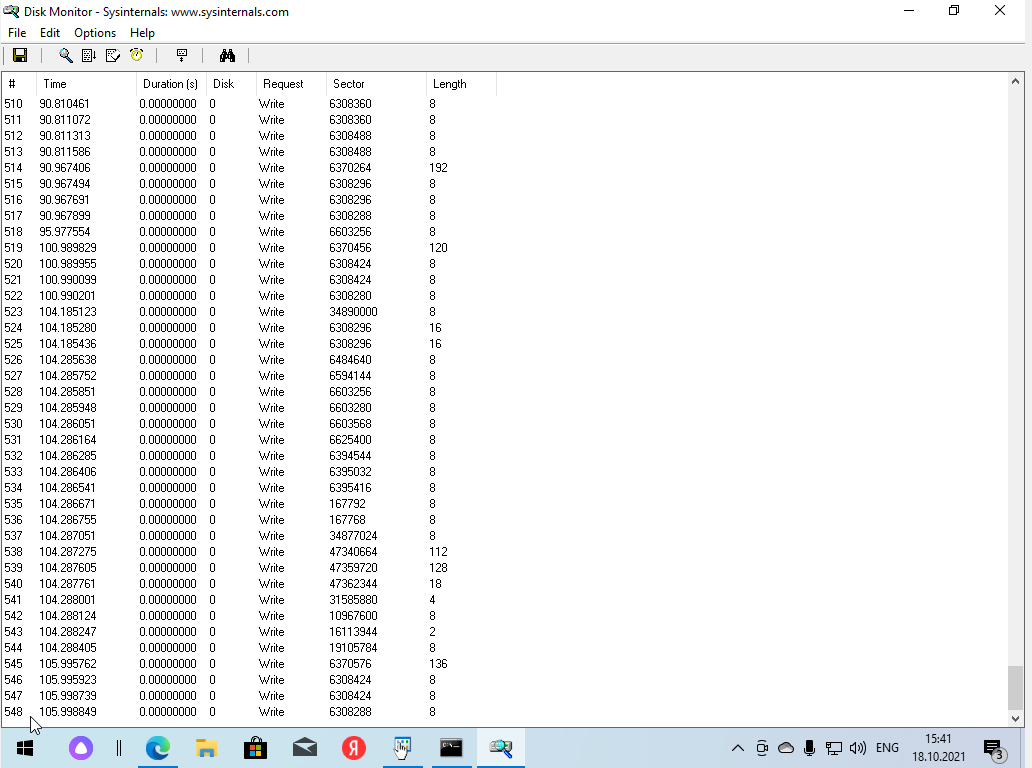 Disk Monitor - Sysinternals: www.sysinternals.com
File Edit Options Help
# Time Duration (s) Disk Request Sector Length
510 90.810461 0.00000000 0 Write 6308360 8
511 90.811072 0.00000000 0 Write 6308360 8
512 90.811313 0.00000000 0 Write 6308488 8
513 90.811586 0.00000000 0 Write 6308488 8
514 90.967406 0.00000000 0 Write 6370264 192
515 90.967494 0.00000000 0 Write 6308296 8
516 90.967691 0.00000000 0 Write 6308296 8
517 90.967899 0.00000000 0 Write 6308288 8
518 95.977554 0.00000000 0 Write 6603256 8
519 100.989829 0.00000000 0 Write 6370456 120
520 100.989955 0.00000000 0 Write 6308424 8
521 100.990099 0.00000000 0 Write 6308424 8
522 100.990201 0.00000000 0 Write 6308280 8
523 104.185123 0.00000000 0 Write 34890000 8
524 104.185280 0.00000000 0 Write 6308296 16
525 104.185436 0.00000000 0 Write 6308296 16
526 104.285638 0.00000000 0 Write 6484640 8
527 104.285752 0.00000000 0 Write 6594144 8
528 104.285851 0.00000000 0 Write 6603256 8
529 104.285948 0.00000000 0 Write 6603280 8
530 104.286051 0.00000000 0 Write 6603568 8
531 104.286164 0.00000000 0 Write 6625400 8
532 104.286285 0.00000000 0 Write 6394544 8
533 104.286406 0.00000000 0 Write 6395032 8
534 104.286541 0.00000000 0 Write 6395416 8
535 104.286671 0.00000000 0 Write 167792 8
536 104.286755 0.00000000 0 Write 167768 8
537 104.287051 0.00000000 0 Write 34877024 8
538 104.287275 0.00000000 0 Write 47340664 112
539 104.287605 0.00000000 0 Write 47359720 128
540 104.287761 0.00000000 0 Write 47362344 18
541 104.288001 0.00000000 0 Write 31585880 4
542 104.288124 0.00000000 0 Write 10967600 8
543 104.288247 0.00000000 0 Write 16113944 2
544 104.288405 0.00000000 0 Write 19105784 8
545 105.995762 0.00000000 0 Write 6370576 136
546 105.995923 0.00000000 0 Write 6308424 8
547 105.998739 0.00000000 0 Write 6308424 8
548 105.998849 0.00000000 0 Write 6308288 8
Я
ENG
15:41
18.10.2021
3